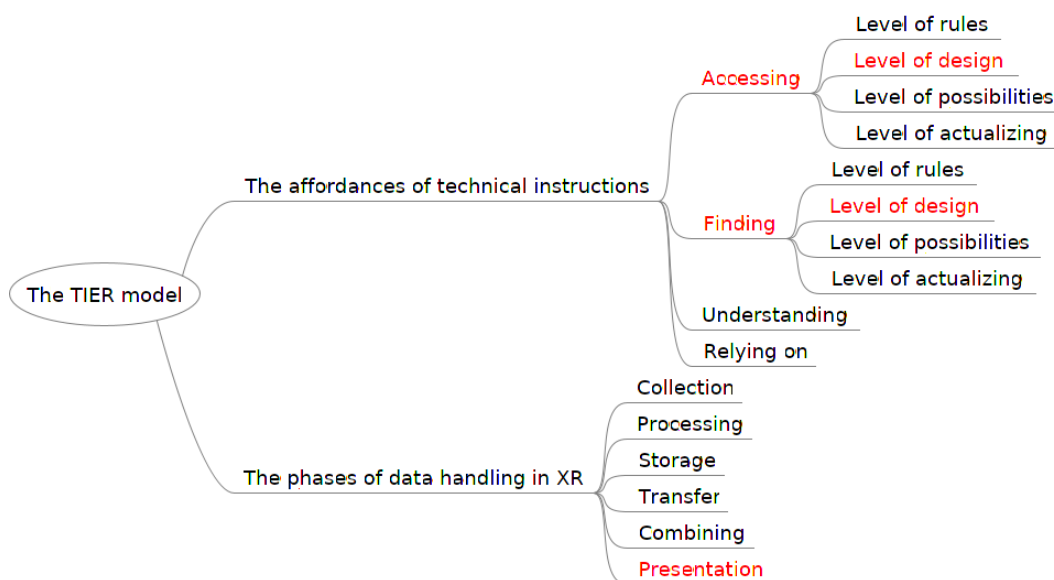 The TIER model
The affordances of technical instructions
Accessing
Level of rules
Level of design
Level of possibilities
Level of actualizing
Finding
Level of rules
Level of design
Level of possibilities
Level of actualizing
Understanding
Relying on
The phases of data handling in XR
Collection
Processing
Storage
Transfer
Combining
Presentation